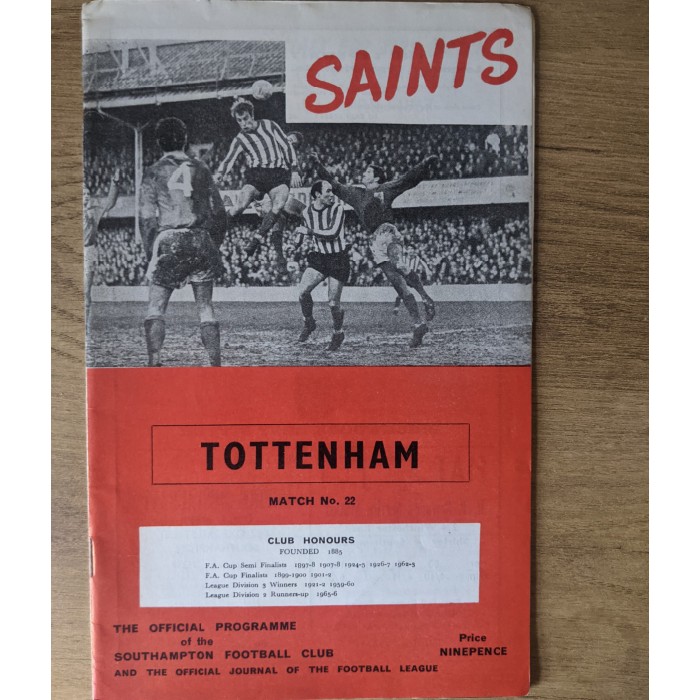 SAINTS
4
TOTTENHAM
MATCH No. 22
CLUB HONOURS
FOUNDED 1885
F.A. Cup Semi Finalists 1897-8 1907-8 1924-5 1926-7 1962-3
F.A. Cup Finalists 1899-1900 1901-2
League Division 3 Winners 1921-2 1959-60
League Division 2 Runners-up 1965-6
THE OFFICIAL PROGRAMME
of the
SOUTHAMPTON FOOTBALL CLUB
AND THE OFFICIAL JOURNAL OF THE FOOTBALL LEAGUE
Price
NINEPENCE